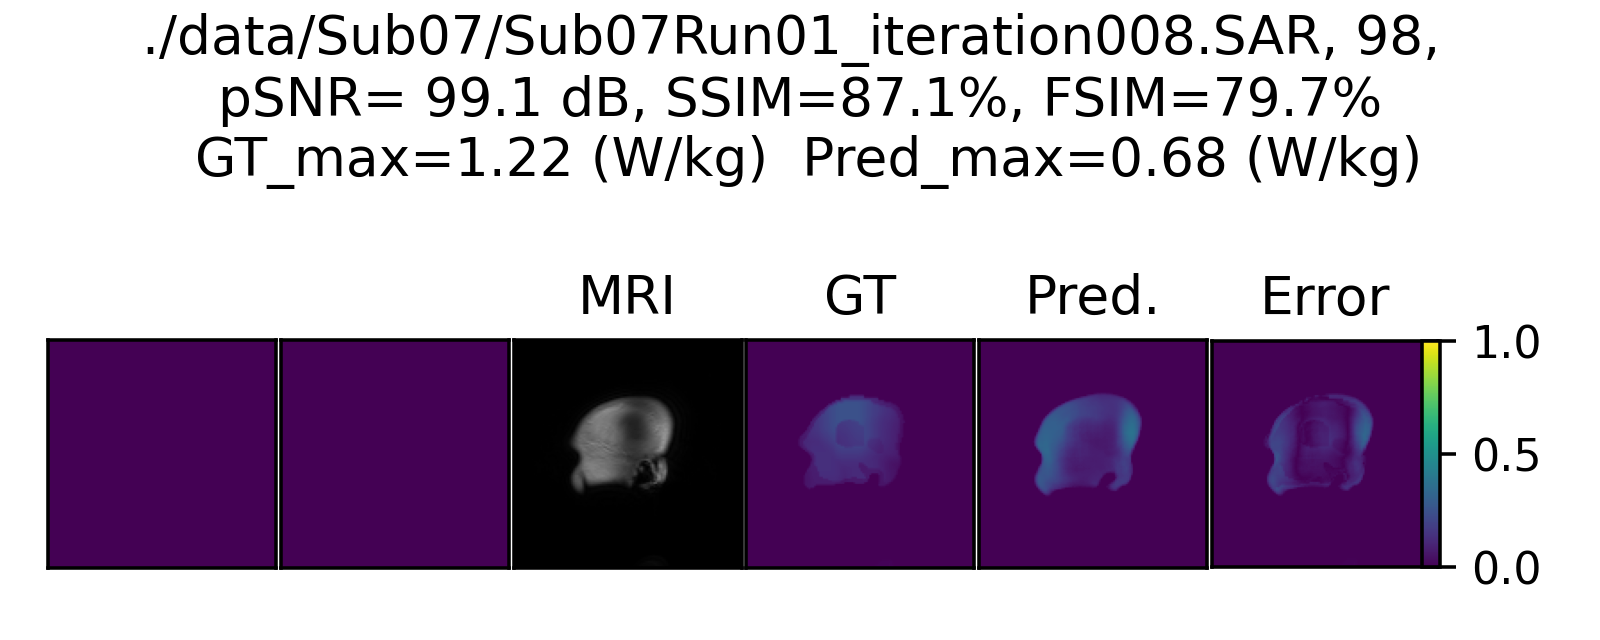 ./data/Sub07/Sub07Run01_iteration008.SAR, 98,
pSNR= 99.1 dB, SSIM=87.1%, FSIM=79.7%
GT_max=1.22 (W/kg)  Pred_max=0.68 (W/kg)
MRI GT Pred. Error
1.0
0.5
0.0